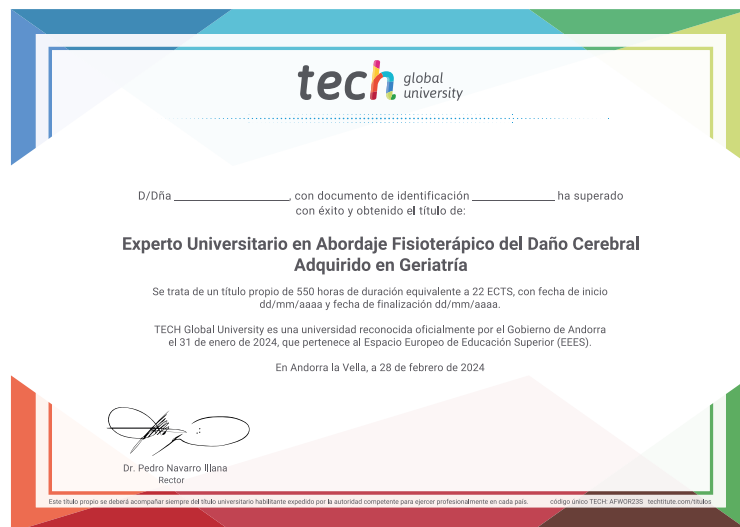 tech global university
D/Dña ______________, con documento de identificación ______________ ha superado
con éxito y obtenido el título de:
Experto Universitario en Abordaje Fisioterápico del Daño Cerebral
Adquirido en Geriatría
Se trata de un título propio de 550 horas de duración equivalente a 22 ECTS, con fecha de inicio
dd/mm/aaaa y fecha de finalización dd/mm/aaaa.
TECH Global University es una universidad reconocida oficialmente por el Gobierno de Andorra
el 31 de enero de 2024, que pertenece al Espacio Europeo de Educación Superior (EEES).
En Andorra la Vella, a 28 de febrero de 2024
Dr. Pedro Navarro Illana
Rector
Este título propio se deberá acompañar siempre del título universitario habilitante expedido por la autoridad competente para ejercer profesionalmente en cada país. código único TECH: AFWOR23S techtitute.com/titulos